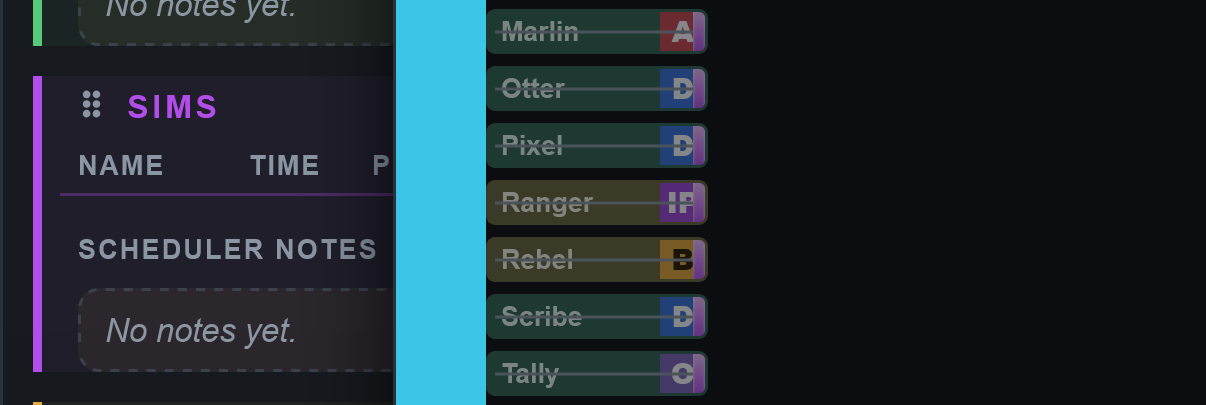 No notes yet.
SIMS
NAME TIME P
SCHEDULER NOTES
No notes yet.
Marlin A
Otter D
Pixel D
Ranger IP
Rebel B
Scribe D
Tally C